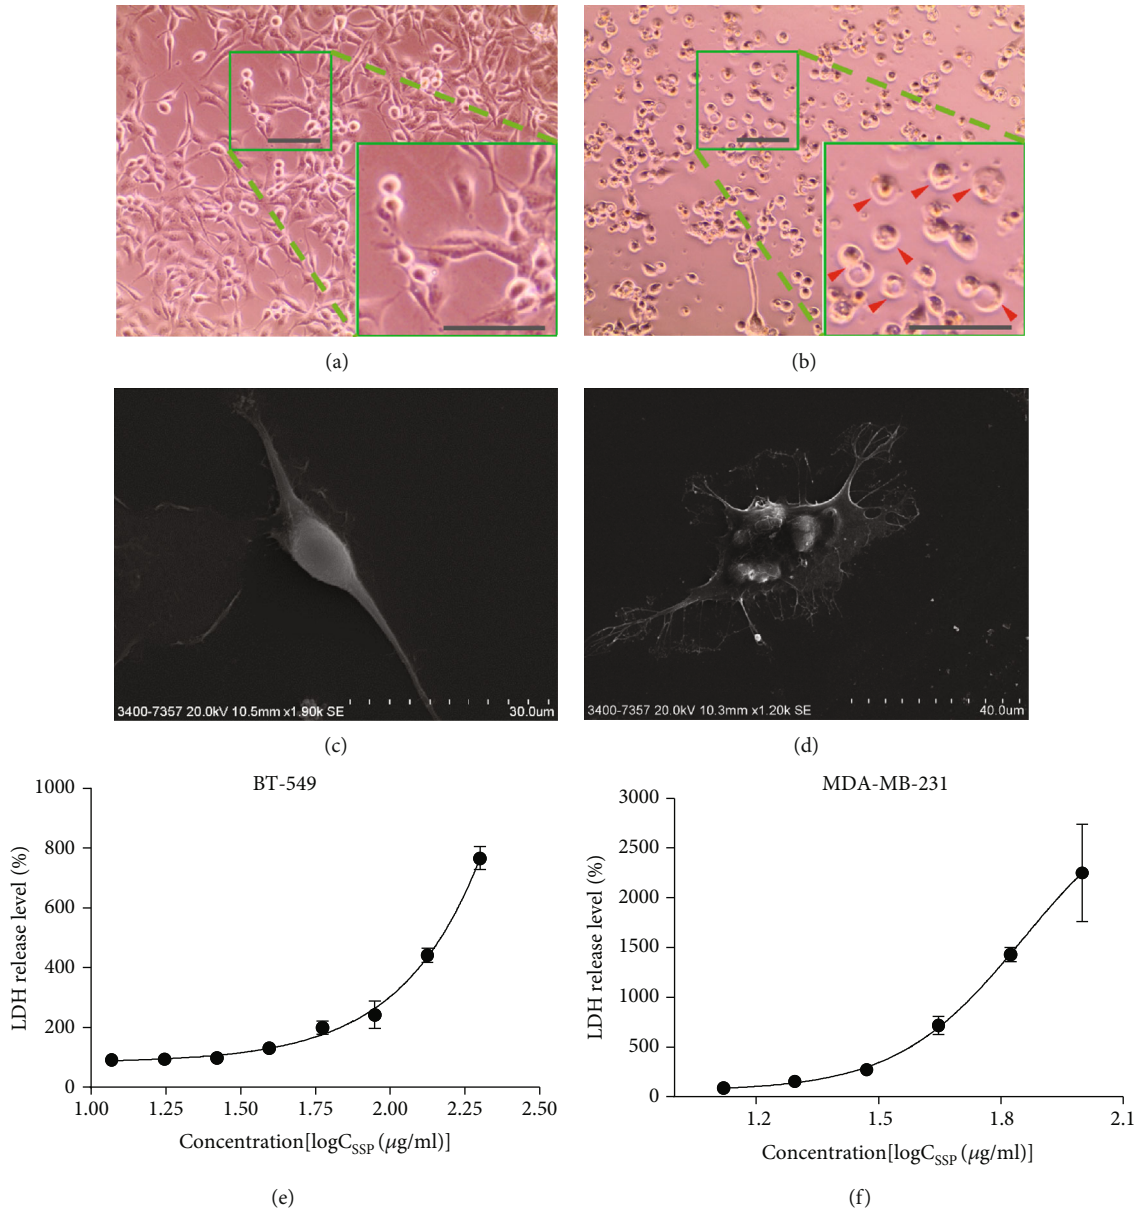 (a)
(b)
3400-7357 20.0kV 10.5mm x1.90k SE
30.0um
3400-7357 20.0kV 10.3mm x1.20k SE
40.0um
(c)
(d)
BT-549
1000
800
600
400
200
0
LDH release level (%)
1.00
1.25
1.50
1.75
2.00
2.25
2.50
Concentration[logC_SSP (μg/ml)]
(e)
MDA-MB-231
3000
2500
2000
1500
1000
500
0
LDH release level (%)
1.2
1.5
1.8
2.1
Concentration[logC_SSP (μg/ml)]
(f)